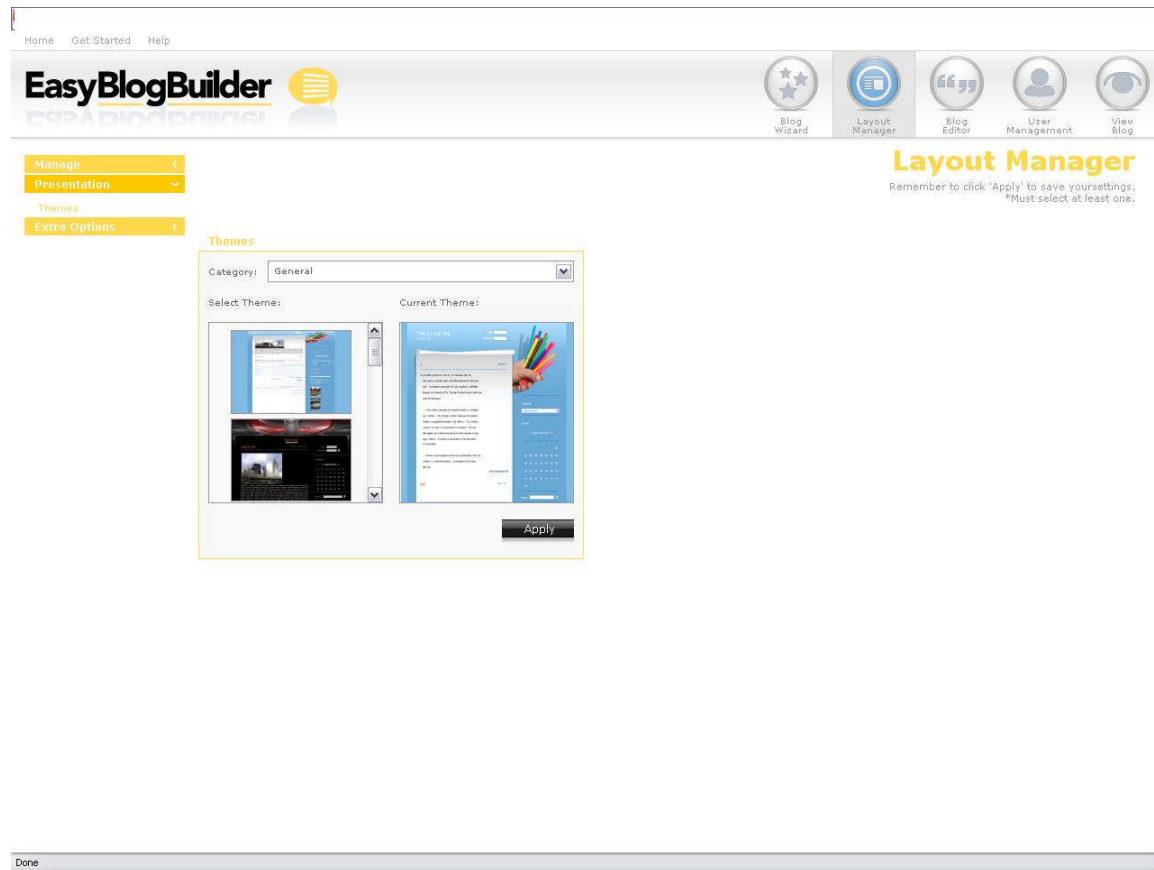 Home Get Started Help
EasyBlogBuilder
Blog Wizard
Layout Manager
Blog Editor
User Management
View Blog
Manage
Presentation
Themes
Extra Options
Layout Manager
Remember to click 'Apply' to save yoursettings.
*Must select at least one.
Themes
Category: General
Select Theme: Current Theme:
Apply
Done